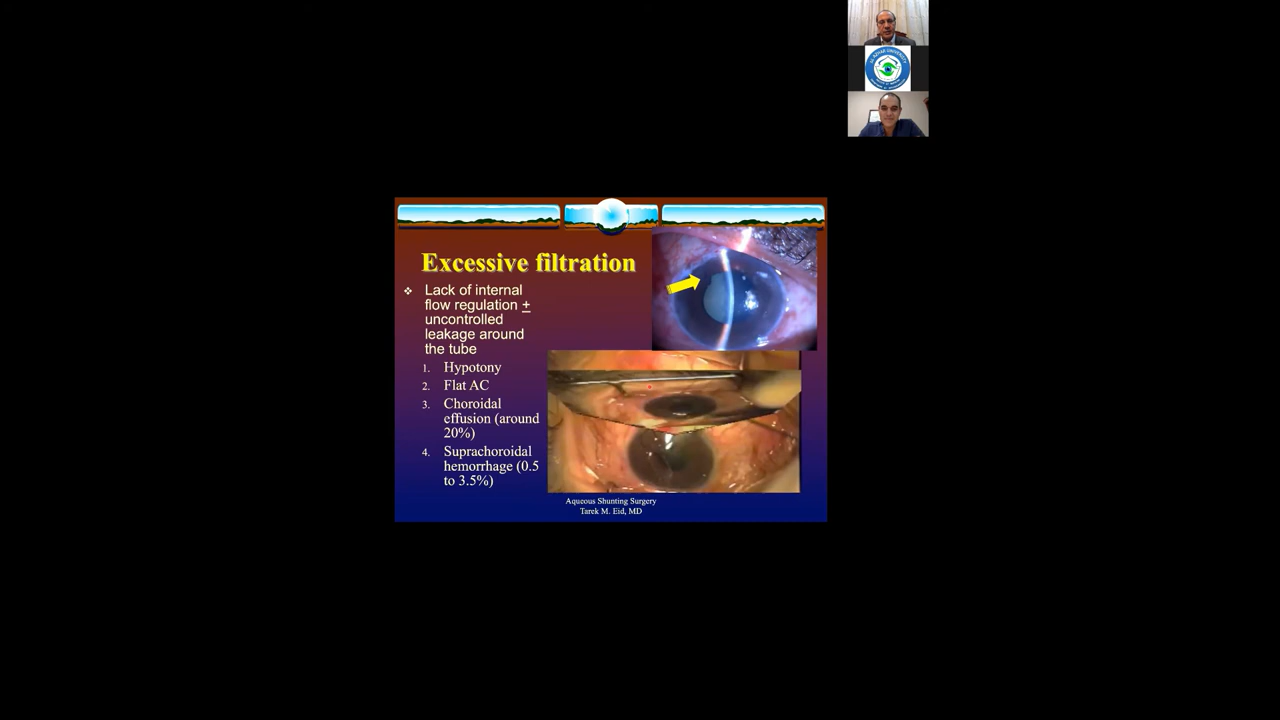 Excessive filtration
❖ Lack of internal
flow regulation +
uncontrolled
leakage around
the tube
1. Hypotony
2. Flat AC
3. Choroidal
effusion (around
20%)
4. Suprachoroidal
hemorrhage (0.5
to 3.5%)
Aqueous Shunting Surgery
Tarek M. Eid, MD